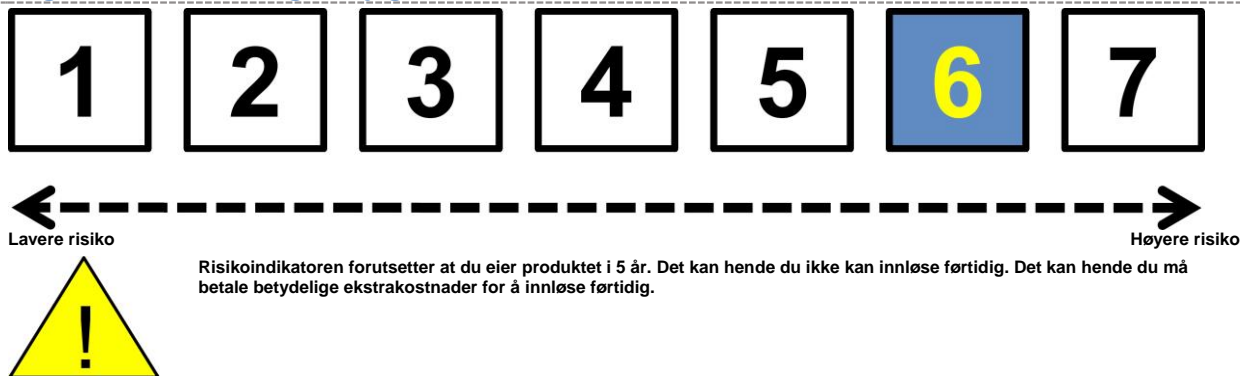 1 2 3 4 5 6 7
Lavere risiko Høyere risiko
Risikoindikatoren forutsetter at du eier produktet i 5 år. Det kan hende du ikke kan innløse førtidig. Det kan hende du må
betale betydelige ekstrakostnader for å innløse førtidig.
!